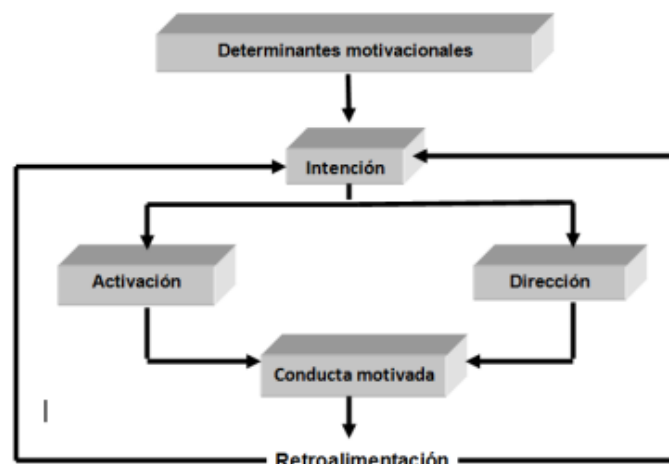 Determinantes motivacionales
Intención
Activación
Dirección
Conducta motivada
Retroalimentación